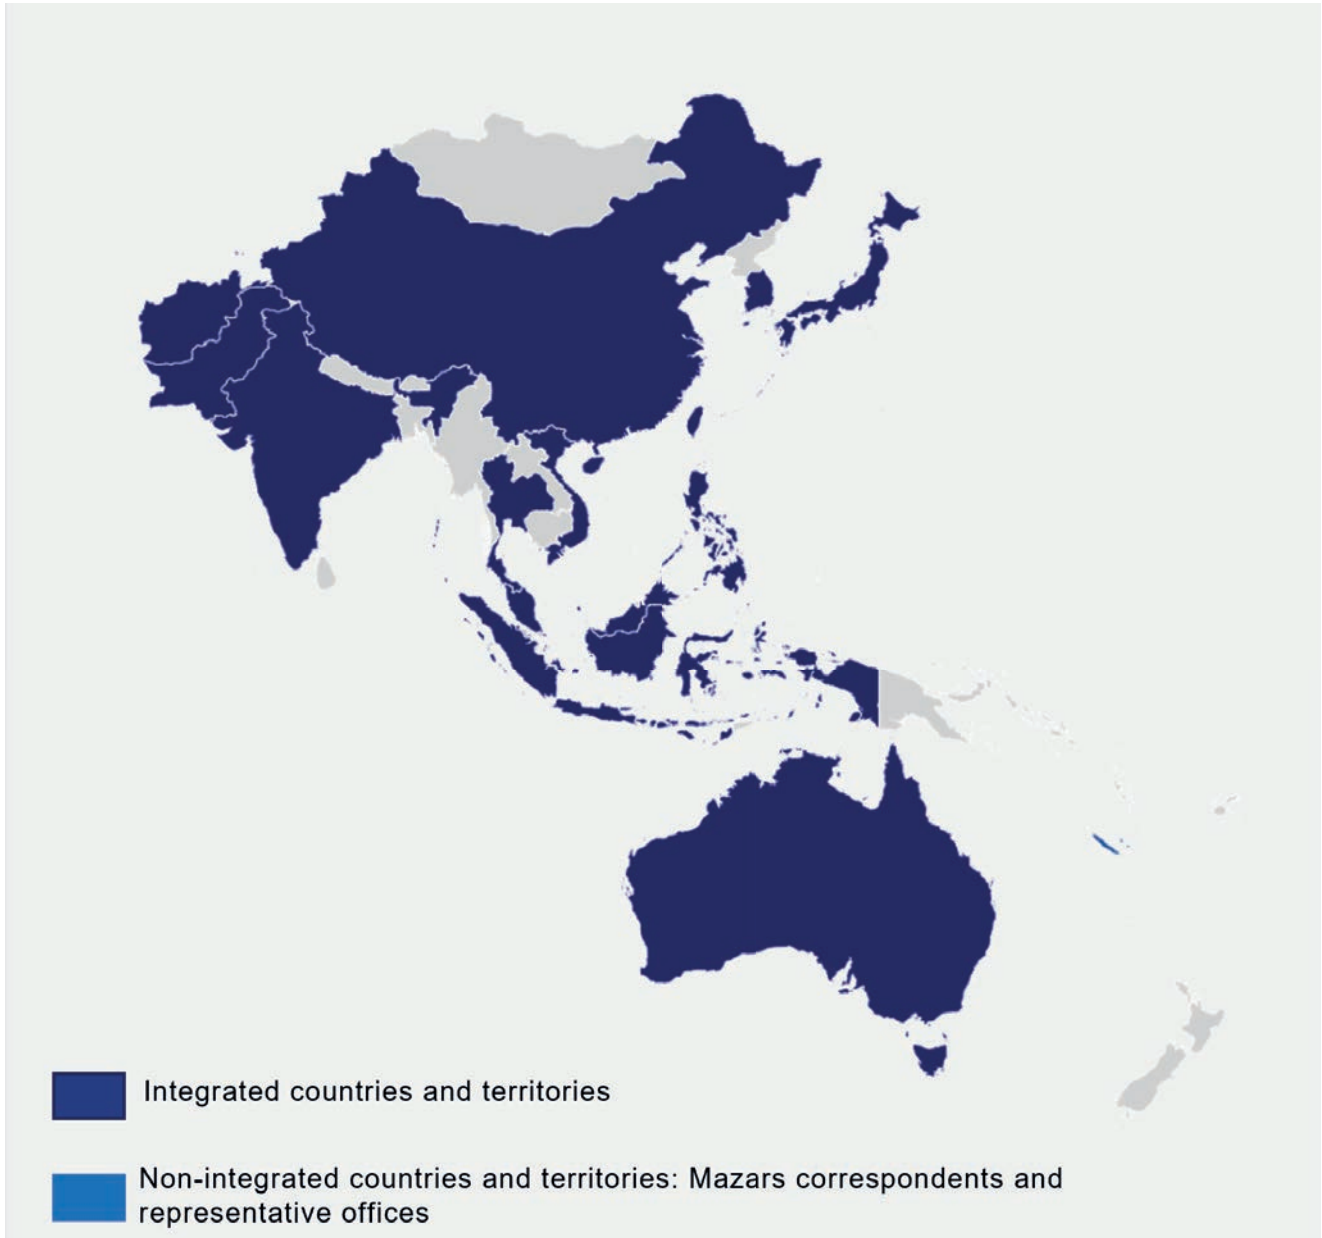 Integrated countries and territories
Non-integrated countries and territories: Mazars correspondents and
representative offices